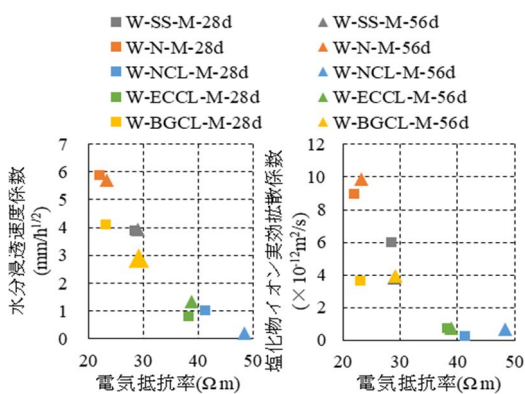 W-SS-M-28d
W-SS-M-56d
W-N-M-28d
W-N-M-56d
W-NCL-M-28d
W-NCL-M-56d
W-ECCL-M-28d
W-ECCL-M-56d
W-BGCL-M-28d
W-BGCL-M-56d
水分浸透速度係数
(mm/h1/2)
7
6
5
4
3
2
1
0
20
30
40
50
電気抵抗率(Ωm)
塩化物イオン実効拡散係数
(×10-12m2/s)
12
10
8
6
4
2
0
20
30
40
50
電気抵抗率(Ωm)